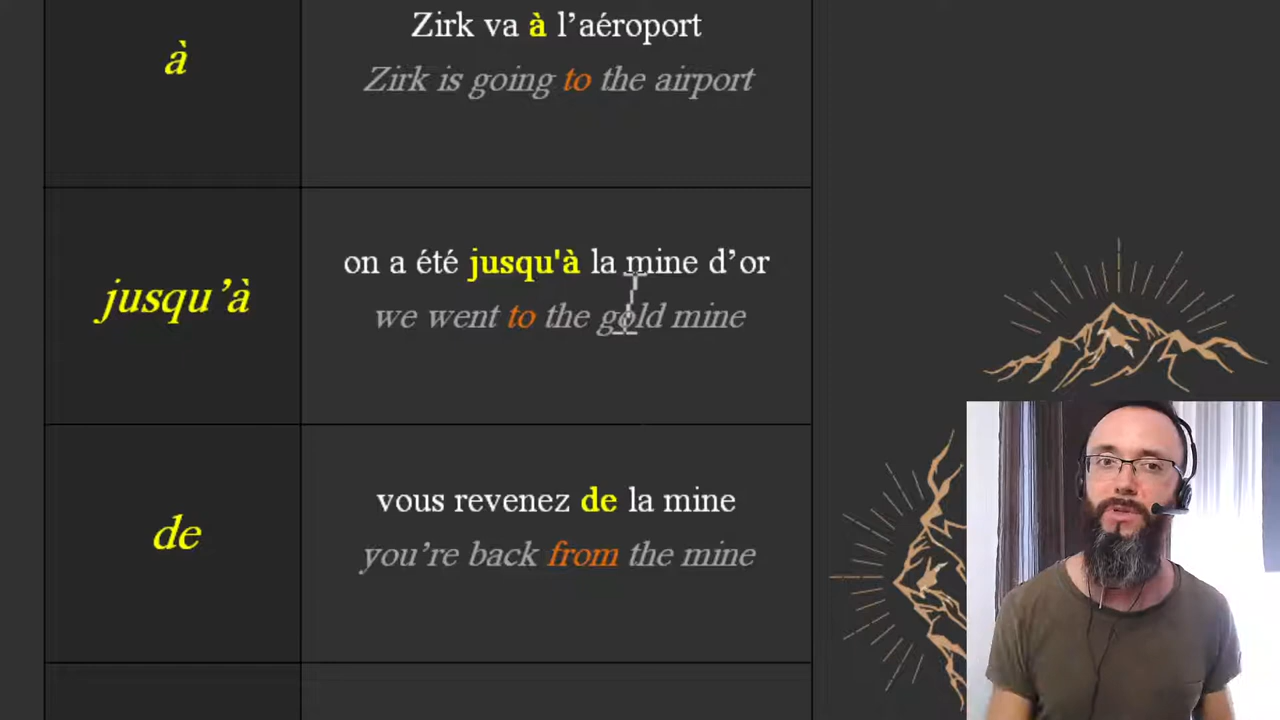 à
Zirk va à l’aéroport
Zirk is going to the airport
jusqu’à
on a été jusqu'à la mine d’or
we went to the gold mine
de
vous revenez de la mine
you’re back from the mine